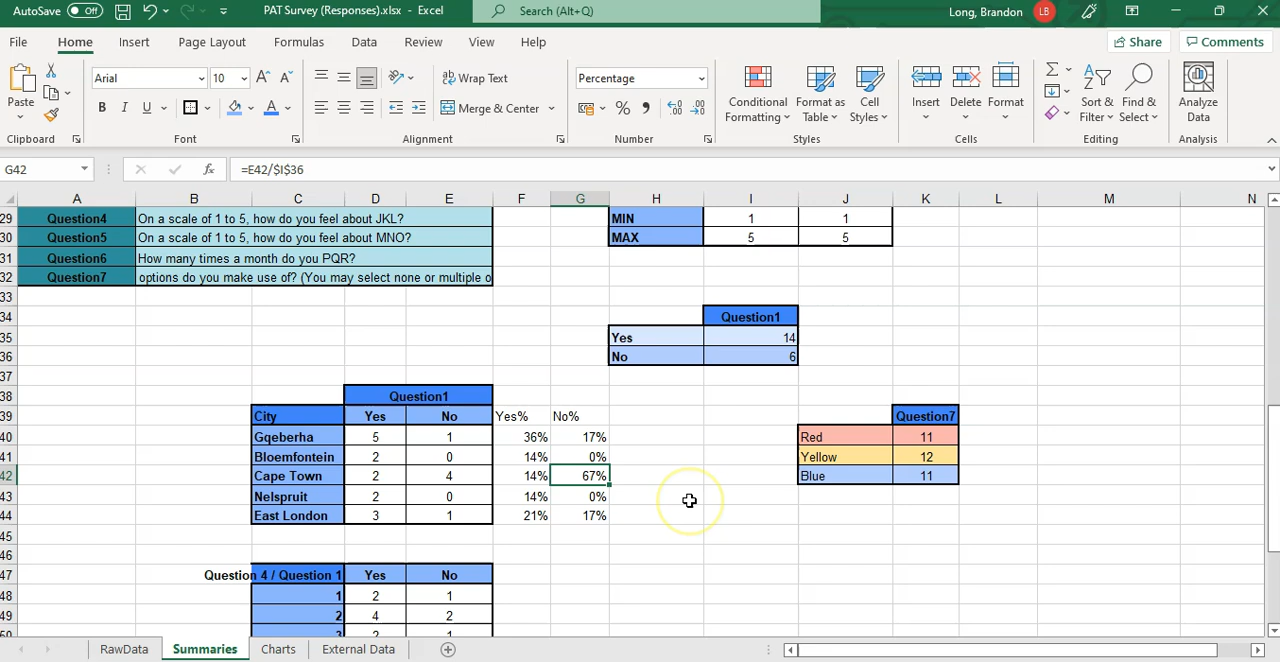 AutoSave Off PAT Survey (Responses).xlsx - Excel Search (Alt+Q) Long, Brandon LB
File Home Insert Page Layout Formulas Data Review View Help Share Comments
Paste Arial 10 B I U Wrap Text Merge & Center Percentage % Conditional Formatting Format as Table Cell Styles Insert Delete Format Sort & Filter Find & Select Analyze Data
Clipboard Font Alignment Number Styles Cells Editing Analysis
G42 fx =E42/$I$36
A B C D E F G H I J K L M N
29 Question4 On a scale of 1 to 5, how do you feel about JKL? MIN 1 1
30 Question5 On a scale of 1 to 5, how do you feel about MNO? MAX 5 5
31 Question6 How many times a month do you PQR?
32 Question7 options do you make use of? (You may select none or multiple o
33
34 Question1
35 Yes 14
36 No 6
37
38 Question1
39 City Yes No Yes% No% Question7
40 Gqeberha 5 1 36% 17% Red 11
41 Bloemfontein 2 0 14% 0% Yellow 12
42 Cape Town 2 4 14% 67% Blue 11
43 Nelspruit 2 0 14% 0%
44 East London 3 1 21% 17%
45
46
47 Question 4 / Question 1 Yes No
48 1 2 1
49 2 4 2
50 3 2 1
RawData Summaries Charts External Data